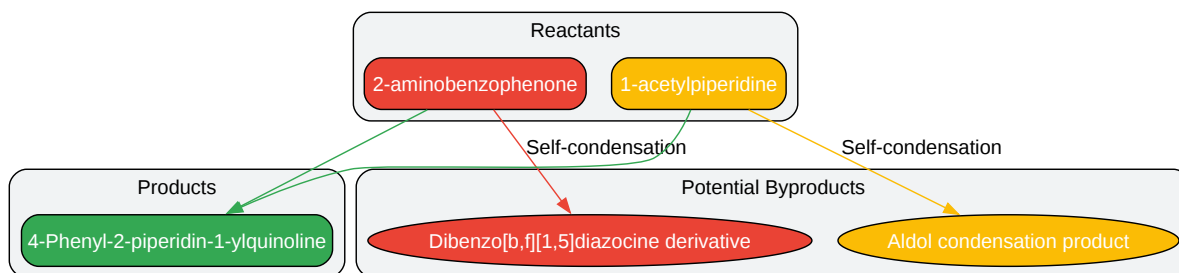 Reactants
2-aminobenzophenone
1-acetylpiperidine
Self-condensation
Self-condensation
Products
Potential Byproducts
4-Phenyl-2-piperidin-1-ylquinoline
Dibenzo[b,f][1,5]diazocine derivative
Aldol condensation product